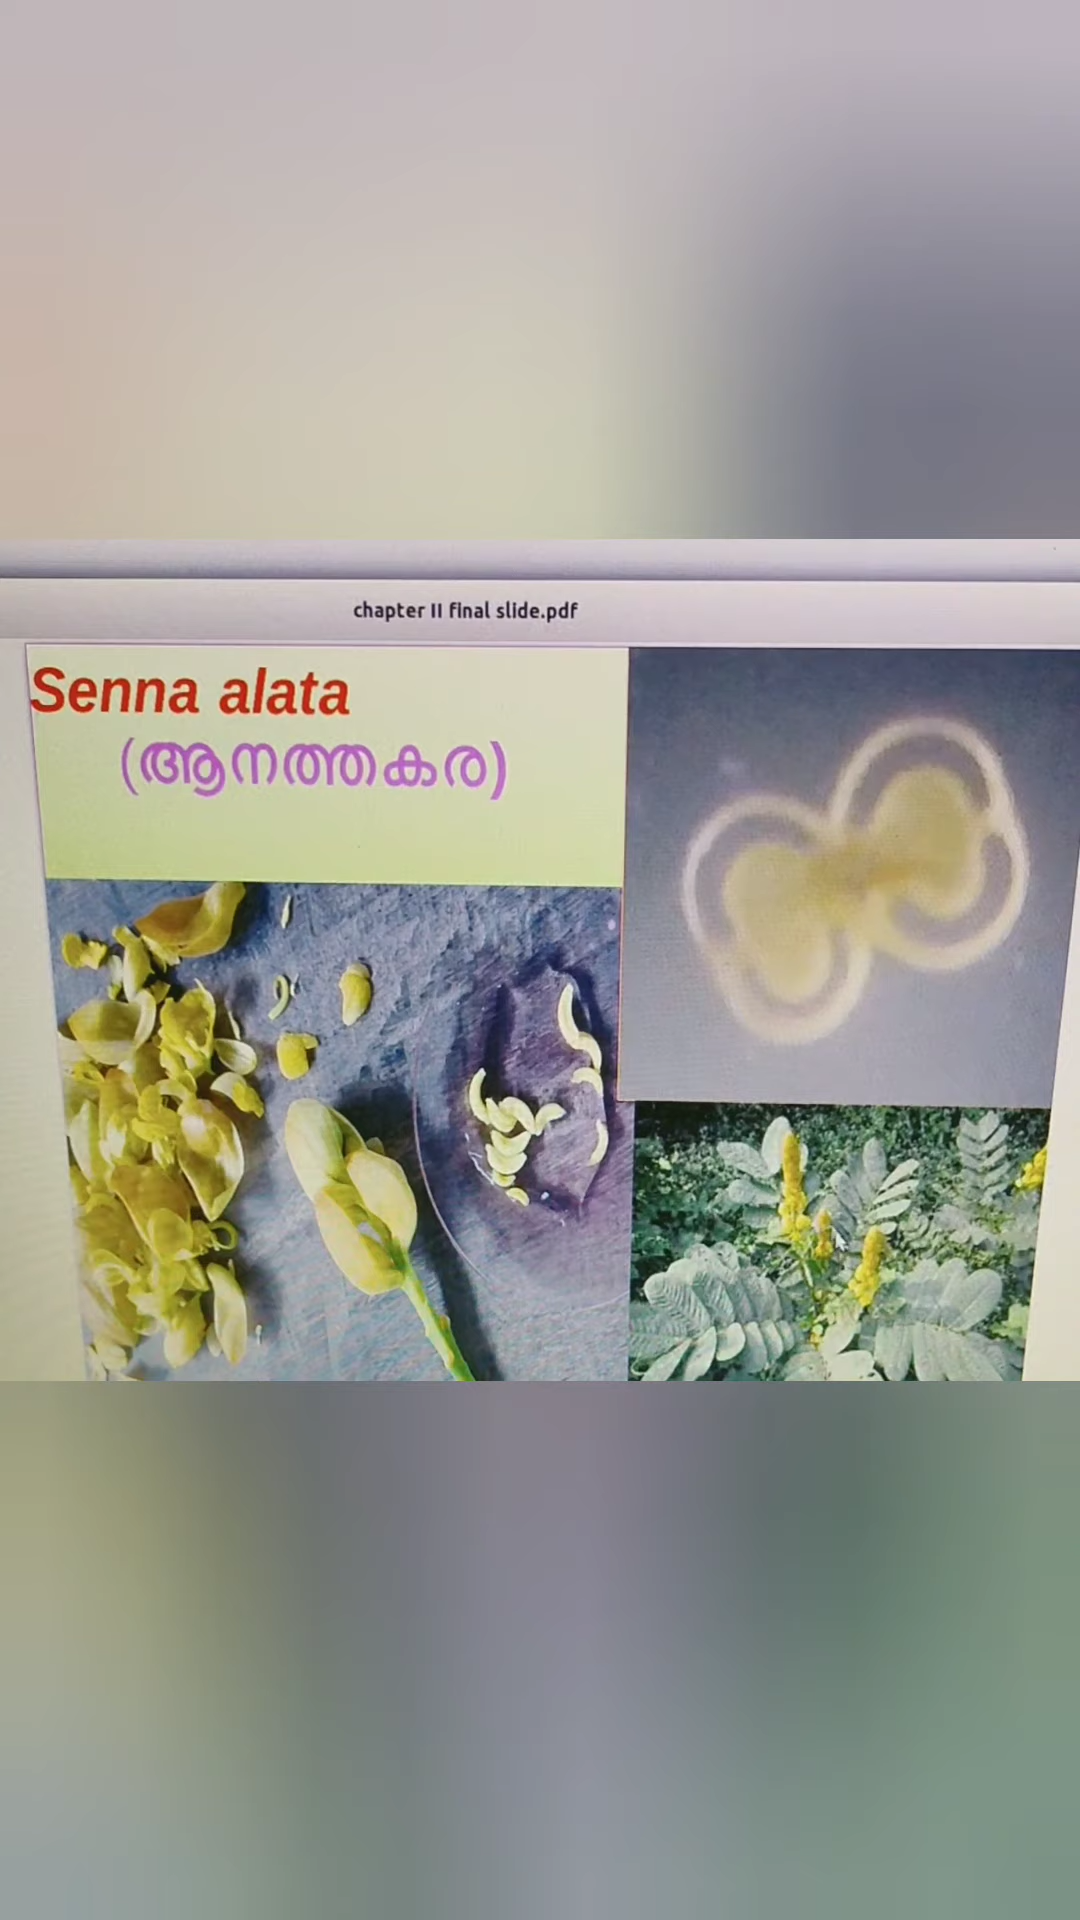 chapter II final slide.pdf
Senna alata
(ആനത്തകര)